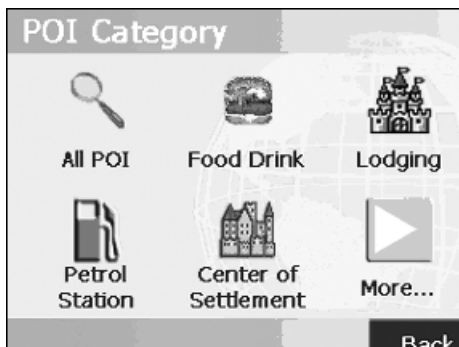 POI Category
All POI
Food Drink
Lodging
Petrol
Station
Center of
Settlement
More...
Back